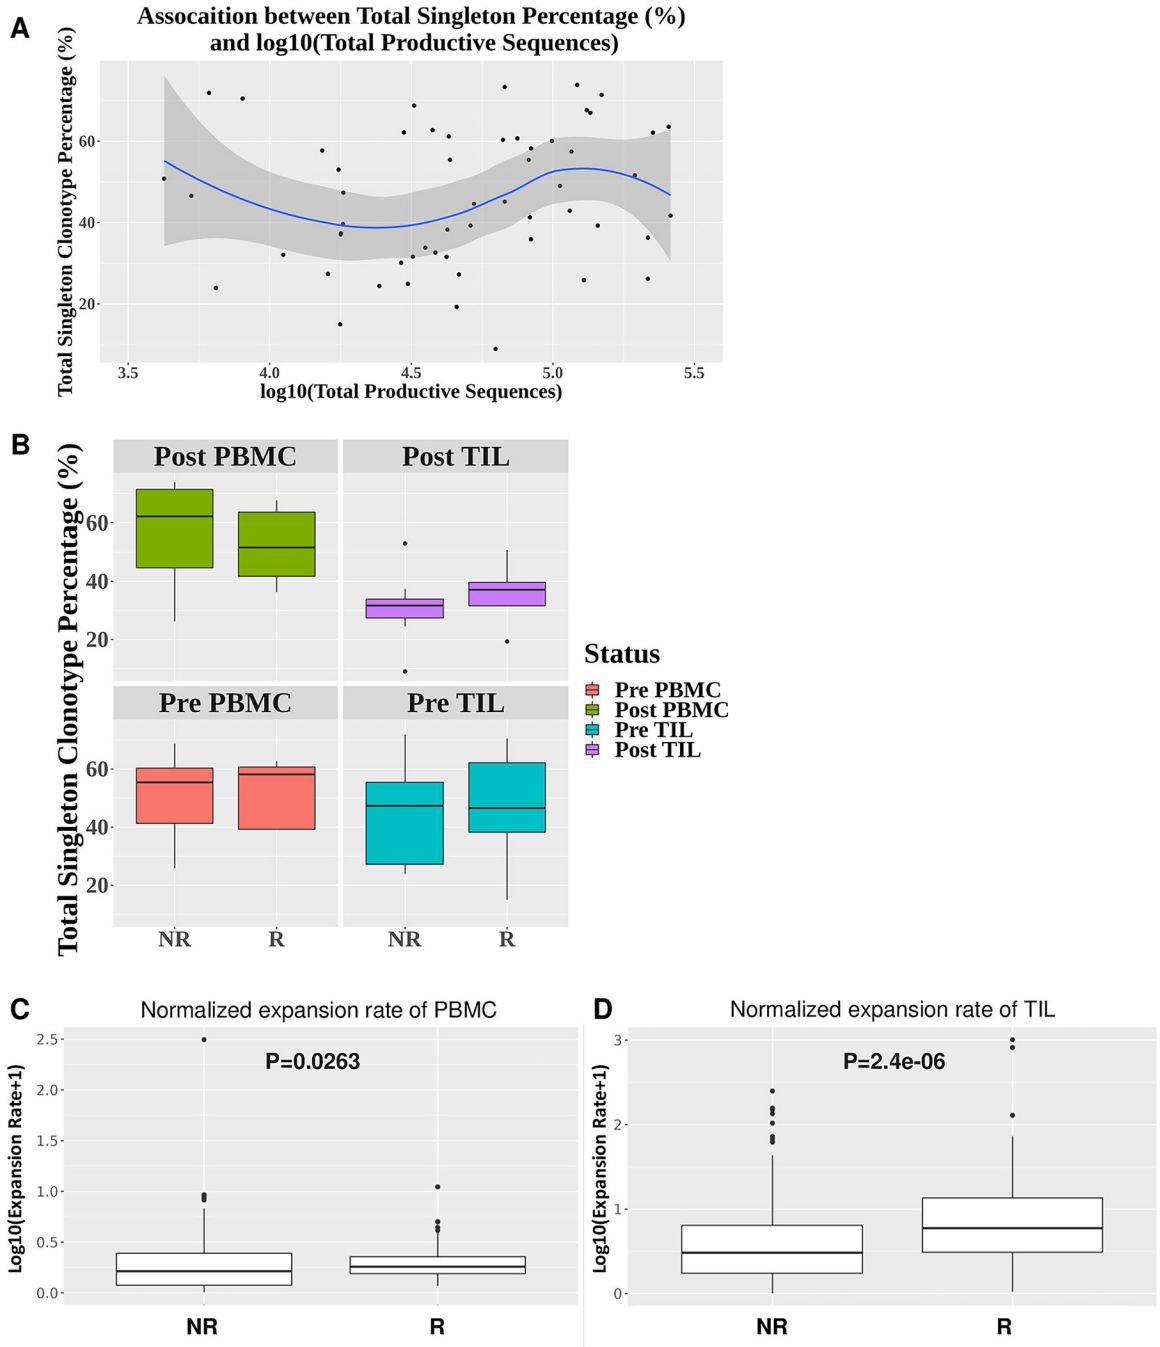 A
Assocaition between Total Singleton Percentage (%)
and log10(Total Productive Sequences)
Total Singleton Clonotype Percentage (%)
60
40
20
3.5 4.0 4.5 5.0 5.5
log10(Total Productive Sequences)
B
Post PBMC Post TIL
Total Singleton Clonotype Percentage (%)
60
40
20
Pre PBMC Pre TIL
60
40
20
NR R NR R
Status
Pre PBMC
Post PBMC
Pre TIL
Post TIL
C
Normalized expansion rate of PBMC
P=0.0263
Log10(Expansion Rate+1)
2.5
2.0
1.5
1.0
0.5
0.0
NR R
D
Normalized expansion rate of TIL
P=2.4e-06
Log10(Expansion Rate+1)
3
2
1
0
NR R